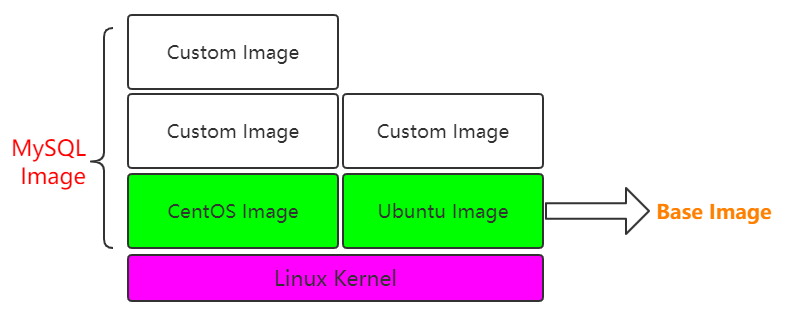 Custom Image
MySQL
Image
Custom Image
Custom Image
CentOS Image
Ubuntu Image
Base Image
Linux Kernel